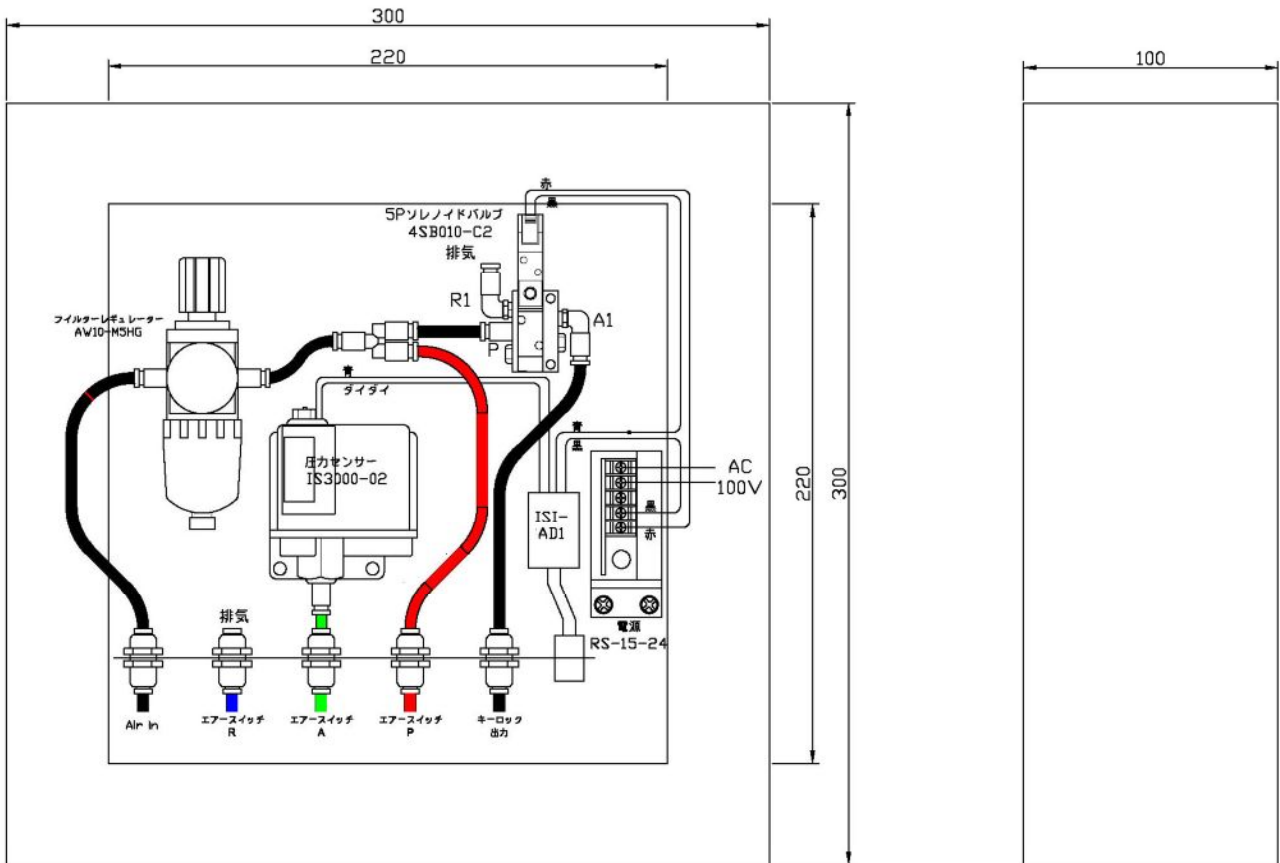 300
220
100
赤
黒
5Pソレノイドバルブ
4SB010-C2
排気
R1
A1
P
フイルターレギュレーター
AW10-M5HG
青
ダイダイ
圧力センサー
IS3000-02
青
黒
AC
100V
220
300
ISI-
AD1
黒
赤
電源
RS-15-24
排気
Air in
エアースイッチ
R
エアースイッチ
A
エアースイッチ
P
キーロック
出力